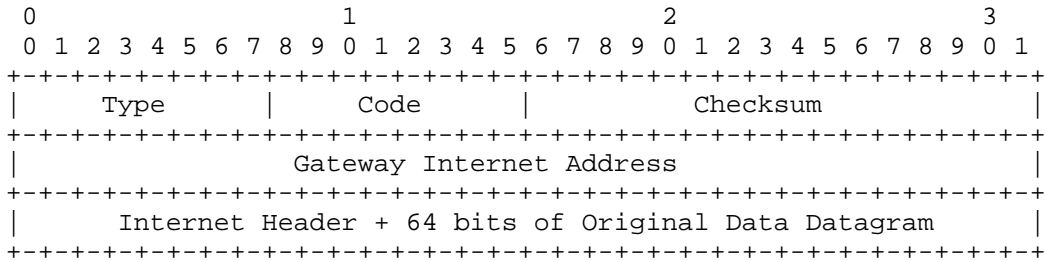 0                   1                   2                   3
 0 1 2 3 4 5 6 7 8 9 0 1 2 3 4 5 6 7 8 9 0 1 2 3 4 5 6 7 8 9 0 1
+-+-+-+-+-+-+-+-+-+-+-+-+-+-+-+-+-+-+-+-+-+-+-+-+-+-+-+-+-+-+-+-+
|     Type      |     Code      |          Checksum             |
+-+-+-+-+-+-+-+-+-+-+-+-+-+-+-+-+-+-+-+-+-+-+-+-+-+-+-+-+-+-+-+-+
|                 Gateway Internet Address                      |
+-+-+-+-+-+-+-+-+-+-+-+-+-+-+-+-+-+-+-+-+-+-+-+-+-+-+-+-+-+-+-+-+
|      Internet Header + 64 bits of Original Data Datagram      |
+-+-+-+-+-+-+-+-+-+-+-+-+-+-+-+-+-+-+-+-+-+-+-+-+-+-+-+-+-+-+-+-+